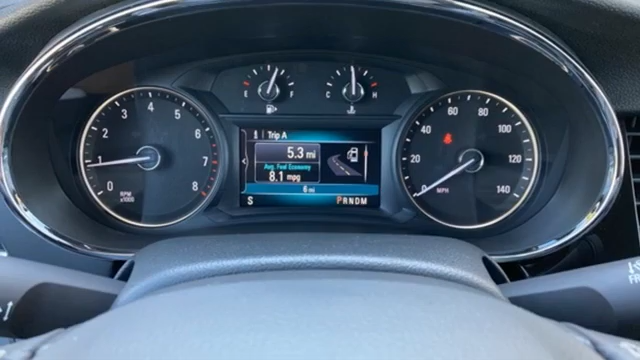 E F
C H
1 2 3 4 5 6 7 8
0
RPM
x1000
Trip A
5.3 mi
Avg. Fuel Economy
8.1 mpg
6 mi
S PRNDM
0 20 40 60 80 100 120 140
MPH
FR